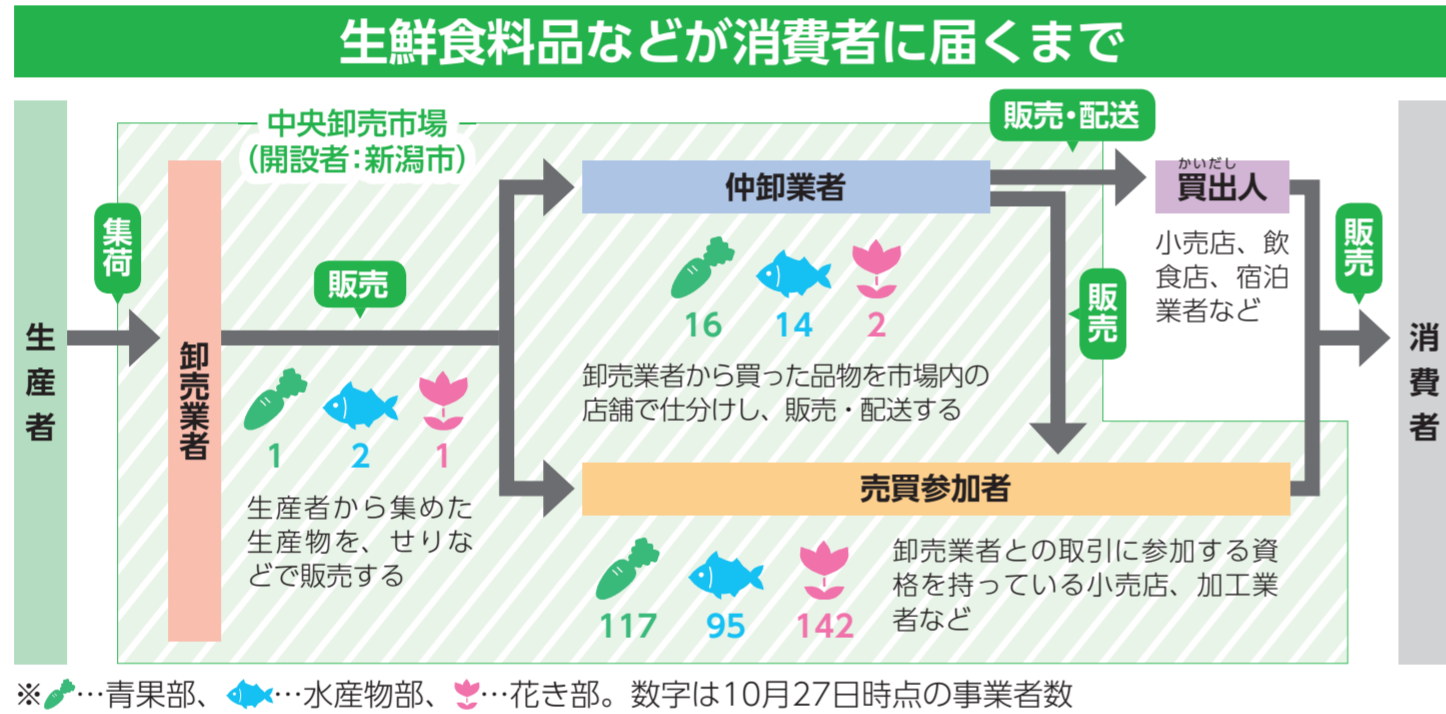 生鮮食料品などが消費者に届くまで
生産者
集荷
中央卸売市場
(開設者:新潟市)
卸売業者
販売
1
2
1
生産者から集めた
生産物を、せりな
どで販売する
仲卸業者
16
14
2
卸売業者から買った品物を市場内の
店舗で仕分けし、販売・配送する
販売・配送
販売
かいだし
買出人
小売店、飲
食店、宿泊
業者など
売買参加者
117
95
142
卸売業者との取引に参加する資
格を持っている小売店、加工業
者など
販売
消費者
※…青果部、…水産物部、…花き部。数字は10月27日時点の事業者数